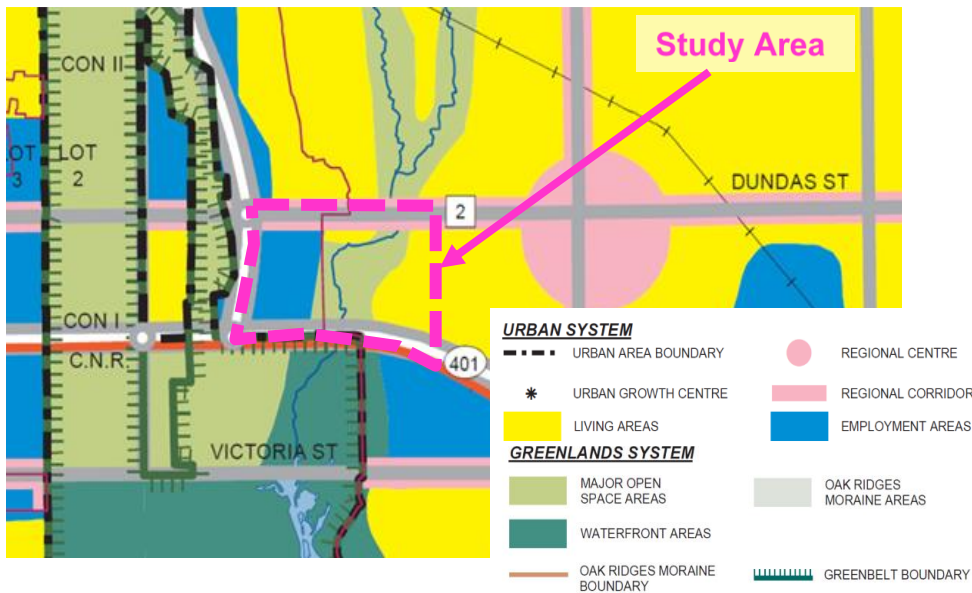 Study Area
CON II
LOT
3
LOT
2
2
DUNDAS ST
CON I
C.N.R.
401
VICTORIA ST
URBAN SYSTEM
URBAN AREA BOUNDARY
REGIONAL CENTRE
URBAN GROWTH CENTRE
REGIONAL CORRIDOR
LIVING AREAS
EMPLOYMENT AREAS
GREENLANDS SYSTEM
MAJOR OPEN
SPACE AREAS
OAK RIDGES
MORAINE AREAS
WATERFRONT AREAS
OAK RIDGES MORAINE
BOUNDARY
GREENBELT BOUNDARY